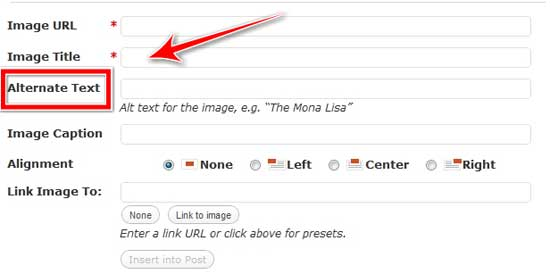 Image URL *
Image Title *
Alternate Text
Alt text for the image, e.g. “The Mona Lisa”
Image Caption
Alignment None Left Center Right
Link Image To:
None Link to image
Enter a link URL or click above for presets.
Insert into Post